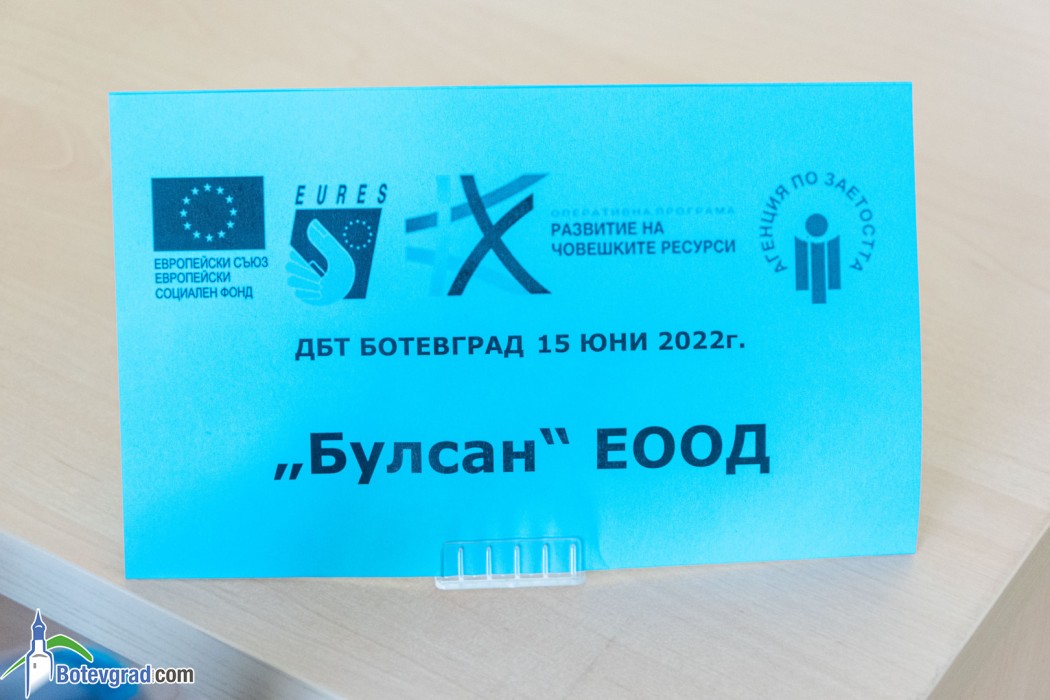 ЕВРОПЕЙСКИ СЪЮЗ
ЕВРОПЕЙСКИ
СОЦИАЛЕН ФОНД
EURES
ОПЕРАТИВНА ПРОГРАМА
РАЗВИТИЕ НА
ЧОВЕШКИТЕ РЕСУРСИ
АГЕНЦИЯ ПО ЗАЕТОСТТА
ДБТ БОТЕВГРАД 15 ЮНИ 2022г.
„Булсан“ ЕООД
Botevgrad.com